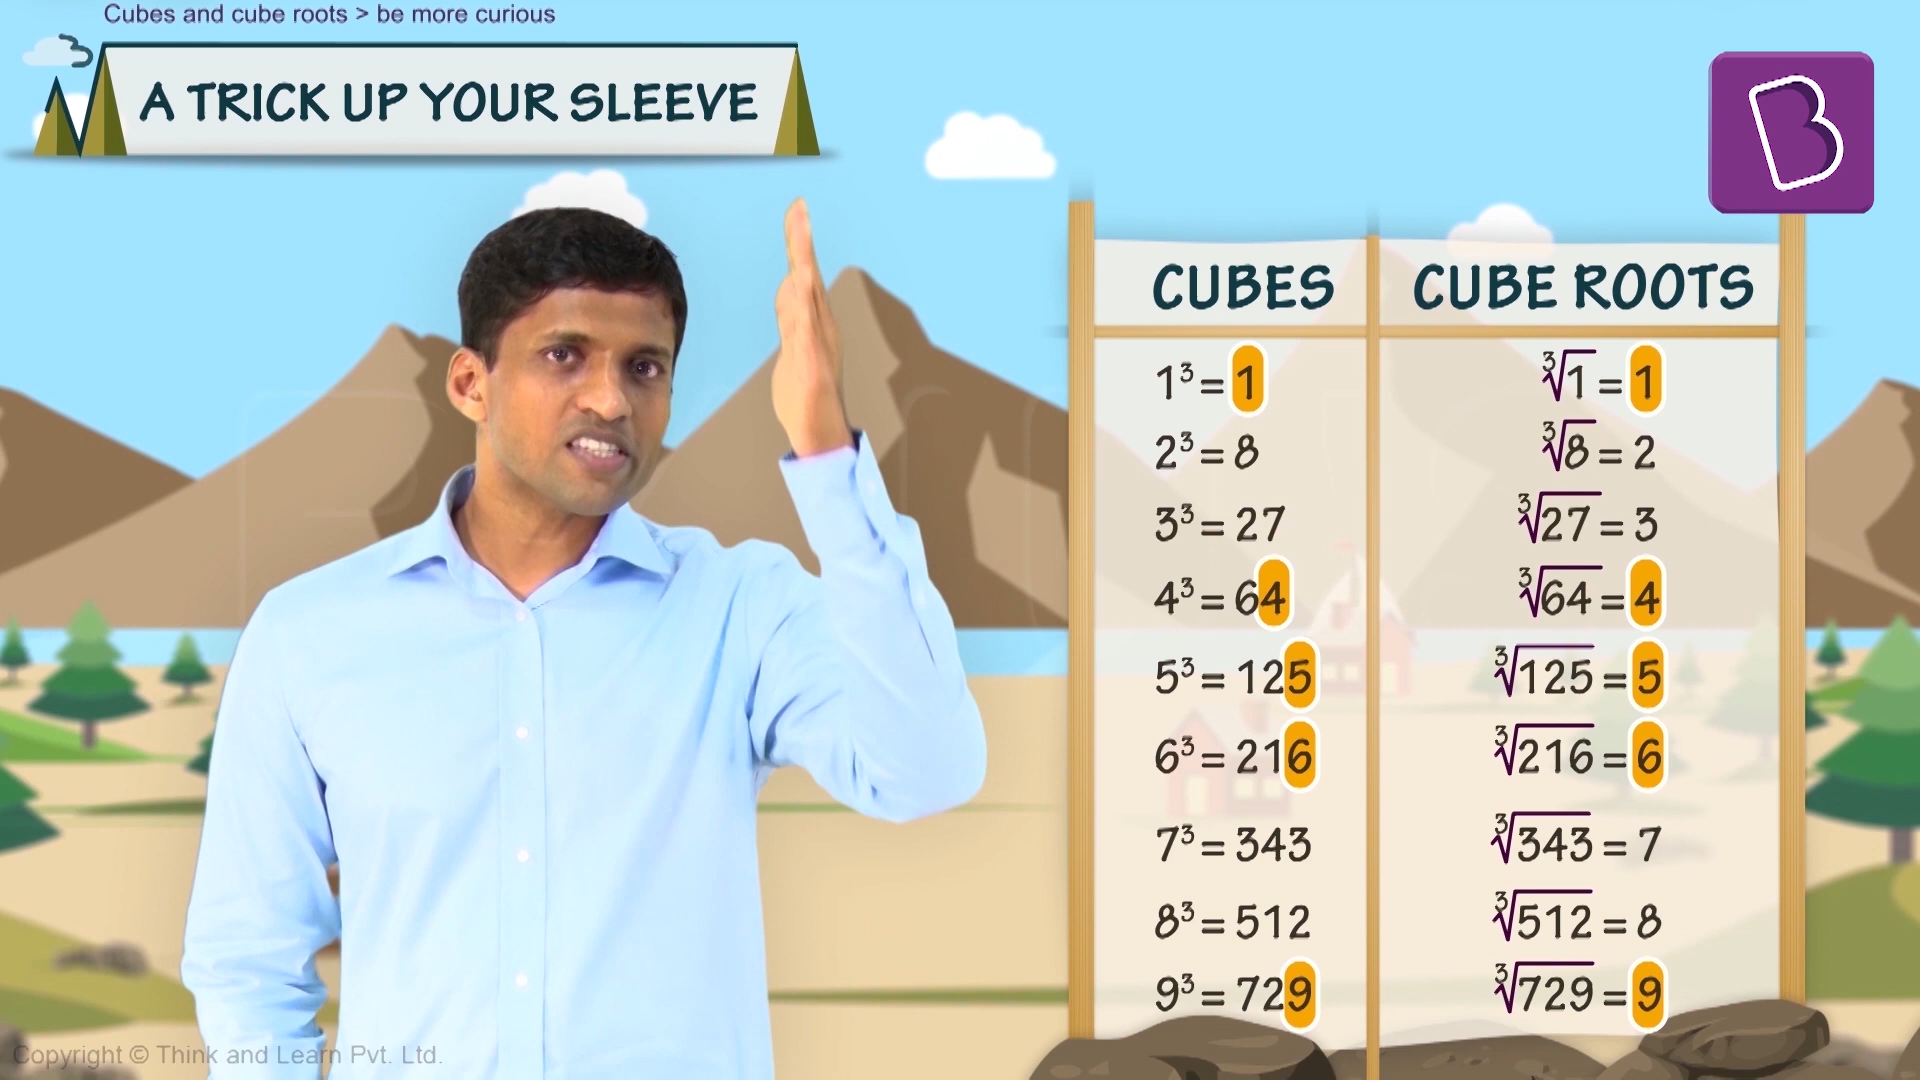 Cubes and cube roots > be more curious
A TRICK UP YOUR SLEEVE
B
CUBES CUBE ROOTS
1³ = 1 ∛1 = 1
2³ = 8 ∛8 = 2
3³ = 27 ∛27 = 3
4³ = 64 ∛64 = 4
5³ = 125 ∛125 = 5
6³ = 216 ∛216 = 6
7³ = 343 ∛343 = 7
8³ = 512 ∛512 = 8
9³ = 729 ∛729 = 9
Copyright © Think and Learn Pvt. Ltd.